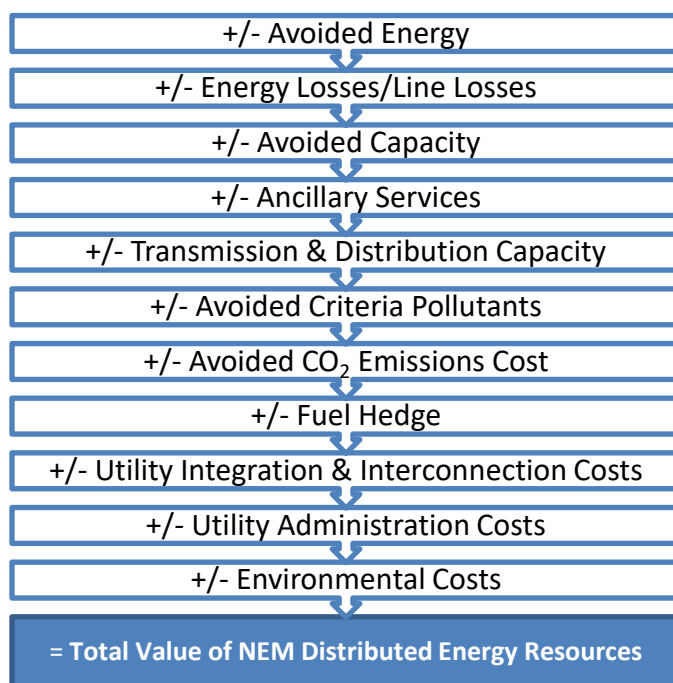 +/- Avoided Energy
+/- Energy Losses/Line Losses
+/- Avoided Capacity
+/- Ancillary Services
+/- Transmission & Distribution Capacity
+/- Avoided Criteria Pollutants
+/- Avoided CO₂ Emissions Cost
+/- Fuel Hedge
+/- Utility Integration & Interconnection Costs
+/- Utility Administration Costs
+/- Environmental Costs
= Total Value of NEM Distributed Energy Resources